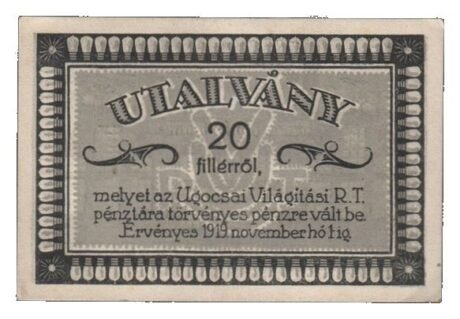 UTALVÁNY
20
fillérről,
melyet az Ugocsai Világítási R.T.
pénztára törvényes pénzre vált be.
Érvényes 1919. november hó 1 ig.